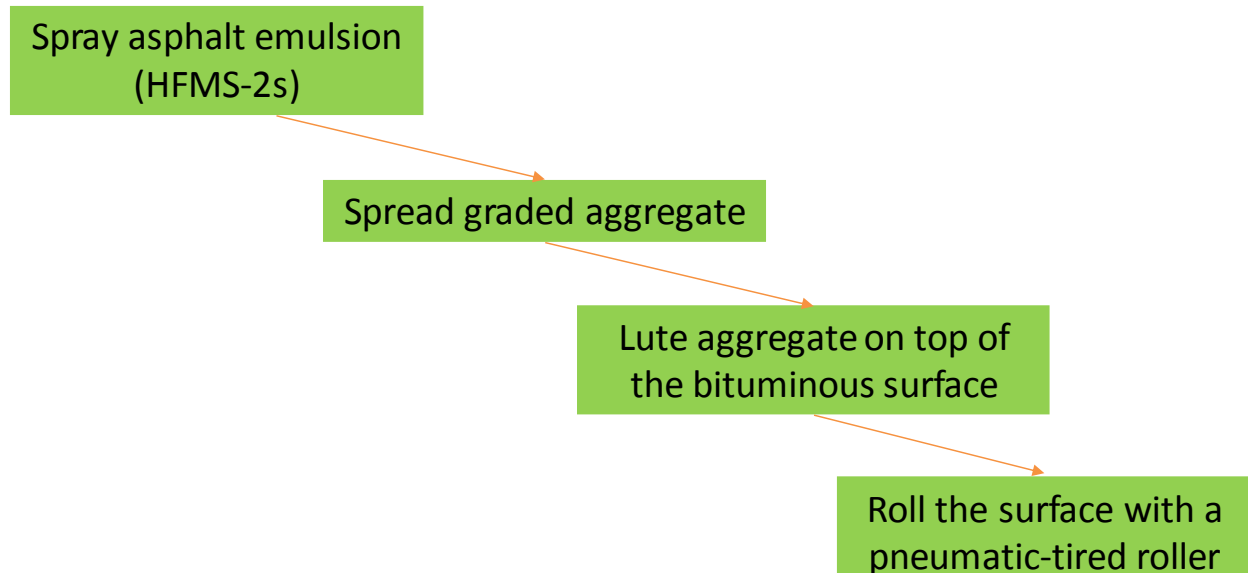 Spray asphalt emulsion
(HFMS-2s)
Spread graded aggregate
Lute aggregate on top of
the bituminous surface
Roll the surface with a
pneumatic-tired roller